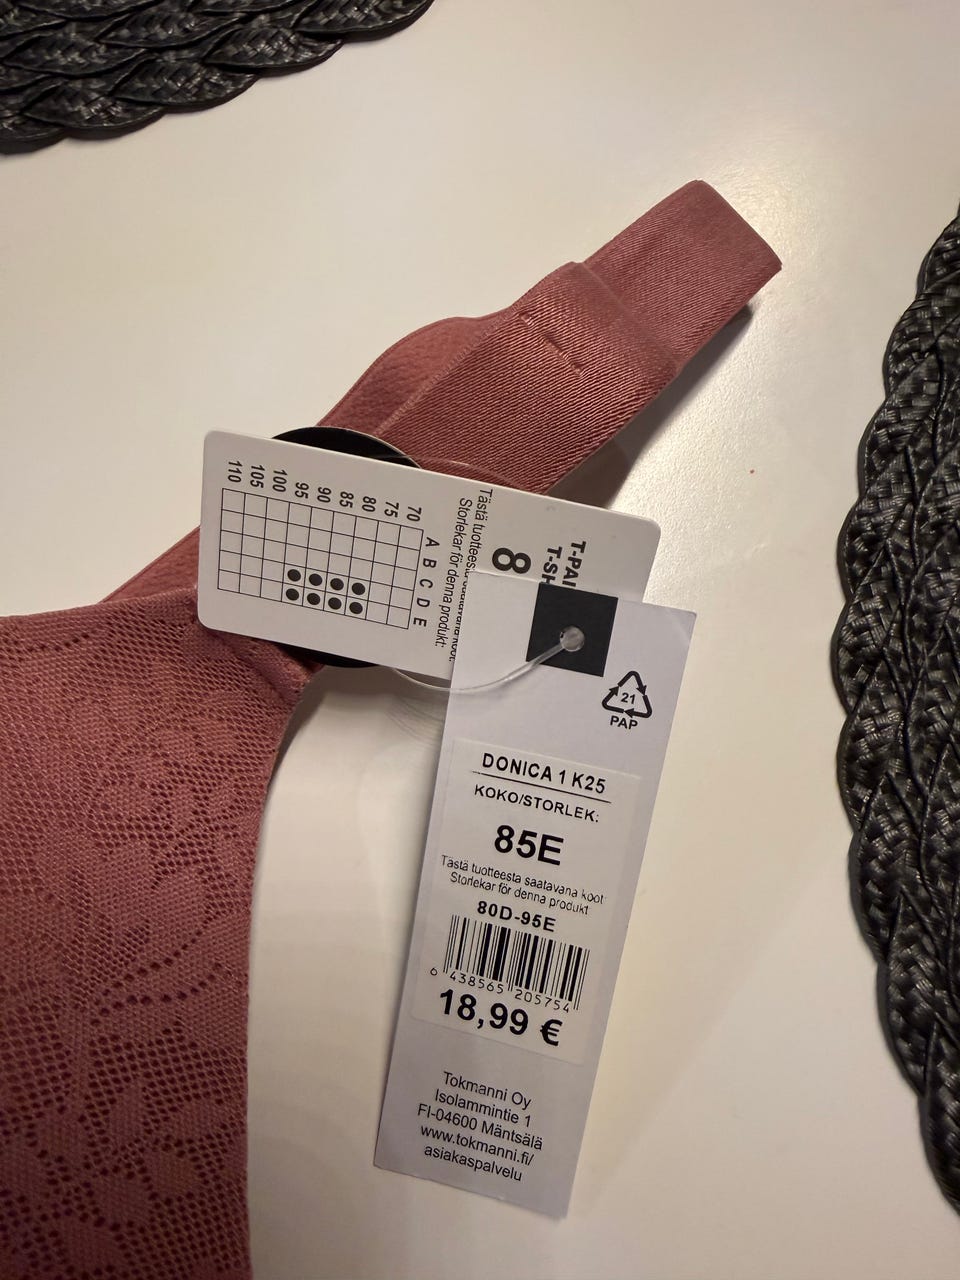 T-PAI
T-SH
8
Tästä tuotteesta saatavana koot:
Storlekar för denna produkt:
70 75 80 85 90 95 100 105 110
A
B
C
D
E
21
PAP
DONICA 1 K25
KOKO/STORLEK:
85E
Tästä tuotteesta saatavana koot
Storlekar för denna produkt
80D-95E
6 438565 205754
18,99 €
Tokmanni Oy
Isolammintie 1
FI-04600 Mäntsälä
www.tokmanni.fi/
asiakaspalvelu